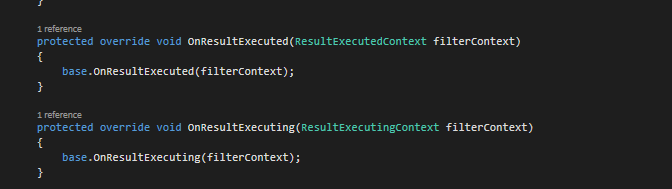 }
1 reference
protected override void OnResultExecuted(ResultExecutedContext filterContext)
{
base.OnResultExecuted(filterContext);
}
1 reference
protected override void OnResultExecuting(ResultExecutingContext filterContext)
{
base.OnResultExecuting(filterContext);
}